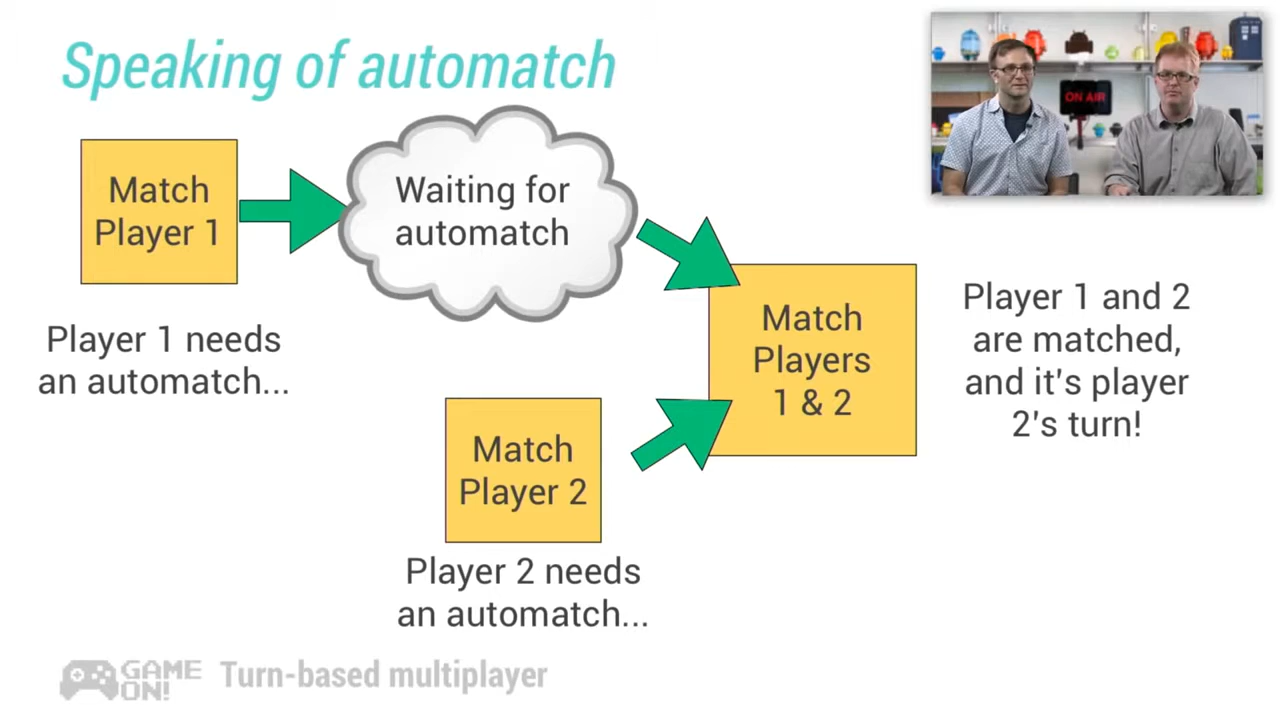 Speaking of automatch
ON AIR
Match
Player 1
Waiting for
automatch
Player 1 needs
an automatch...
Match
Players
1 & 2
Player 1 and 2
are matched,
and it's player
2's turn!
Match
Player 2
Player 2 needs
an automatch...
GAME
ON!
Turn-based multiplayer